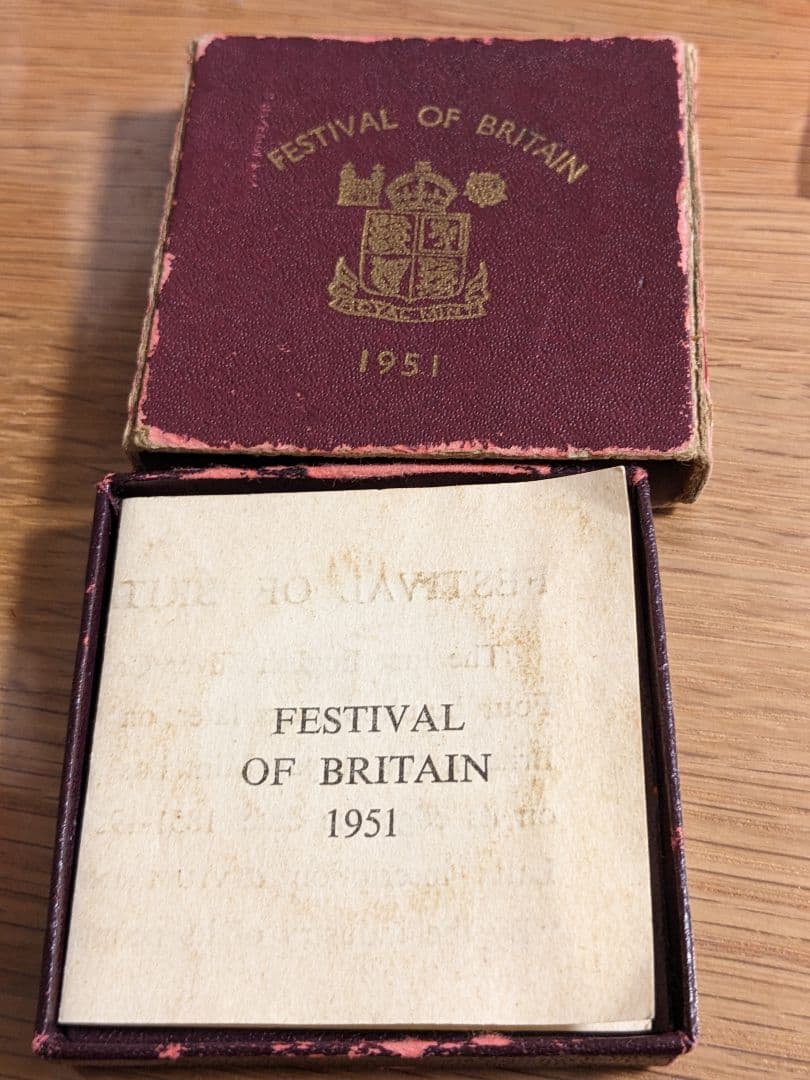 FESTIVAL OF BRITAIN
ROYAL MINT
1951
FESTIVAL
OF BRITAIN
1951